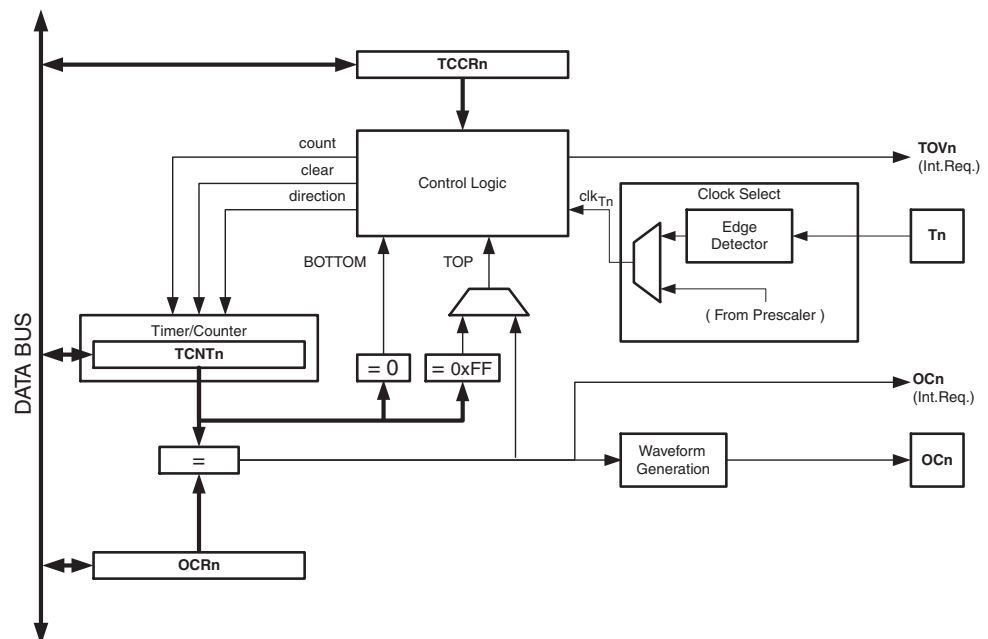 DATA BUS
TCCRn
count
clear
direction
Control Logic
TOVn
(Int.Req.)
Clock Select
clkTn
Edge
Detector
Tn
( From Prescaler )
BOTTOM
TOP
Timer/Counter
TCNTn
= 0
= 0xFF
OCn
(Int.Req.)
=
Waveform
Generation
OCn
OCRn